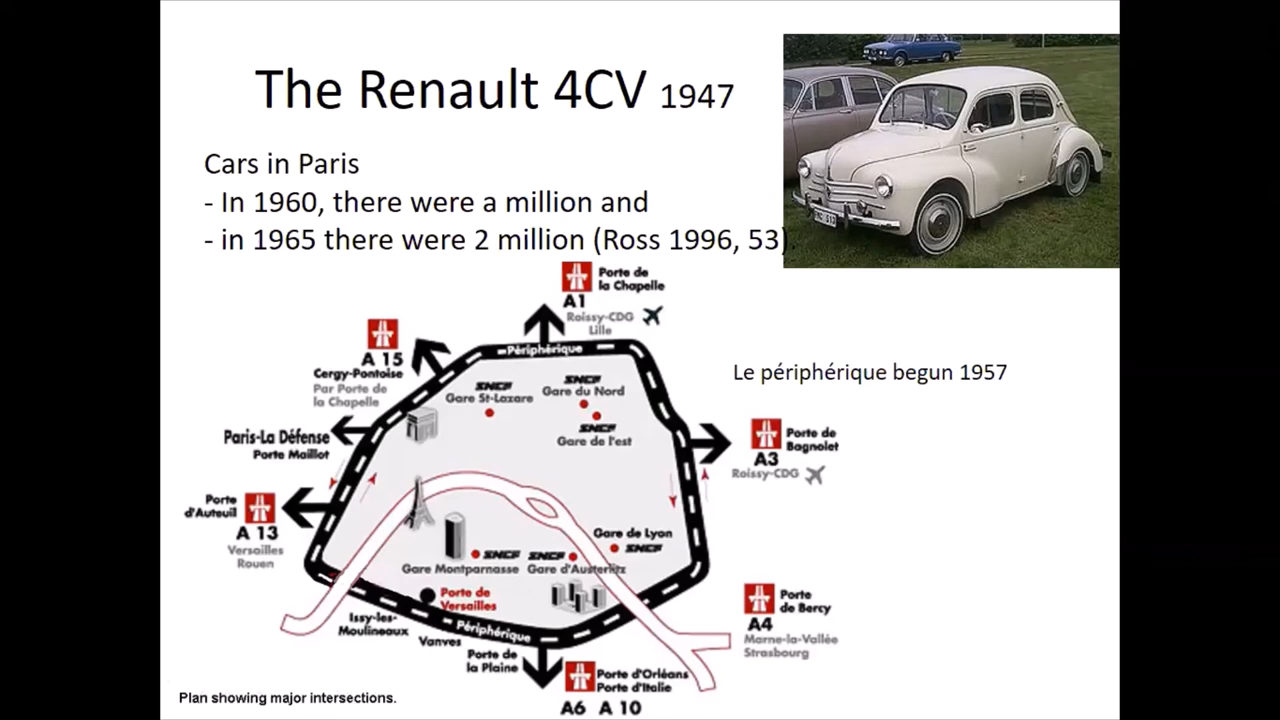 The Renault 4CV 1947
Cars in Paris
- In 1960, there were a million and
- in 1965 there were 2 million (Ross 1996, 53).
Porte de
la Chapelle
A1
Roissy-CDG
Lille
A 15
Cergy-Pontoise
Par Porte de
la Chapelle
Périphérique
Le périphérique begun 1957
SNCF
Gare St-Lazare
SNCF
Gare du Nord
SNCF
Gare de l'est
Paris-La Défense
Porte Maillot
Porte de
Bagnolet
A3
Roissy-CDG
Porte
d'Auteuil
A 13
Versailles
Rouen
Gare de Lyon
SNCF
SNCF
Gare Montparnasse
SNCF
Gare d'Austerlitz
Porte de
Versailles
Porte
de Bercy
A4
Marne-la-Vallée
Strasbourg
Issy-les-
Moulineaux
Vanves
Périphérique
Porte de
la Plaine
Porte d'Orléans
Porte d'Italie
A6 A 10
Plan showing major intersections.